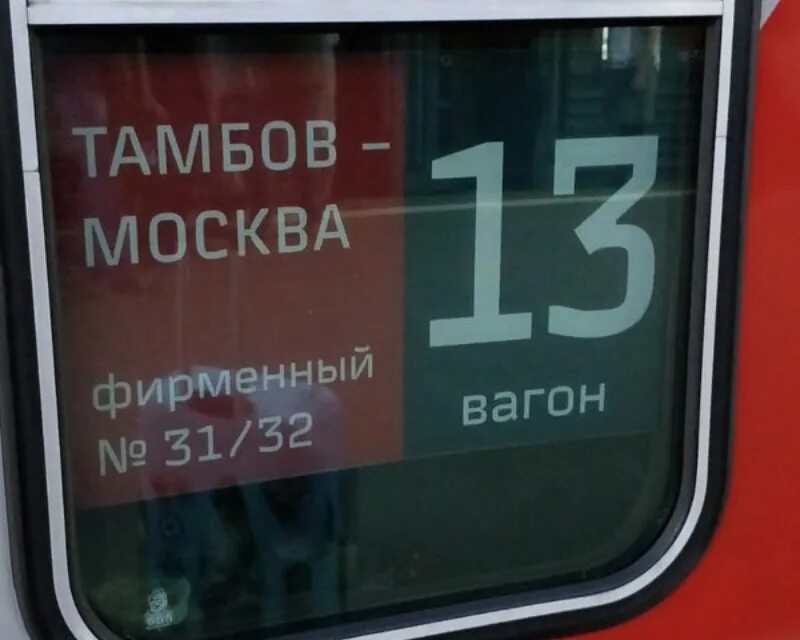 ТАМБОВ –
МОСКВА
фирменный
№ 31/32
13
вагон